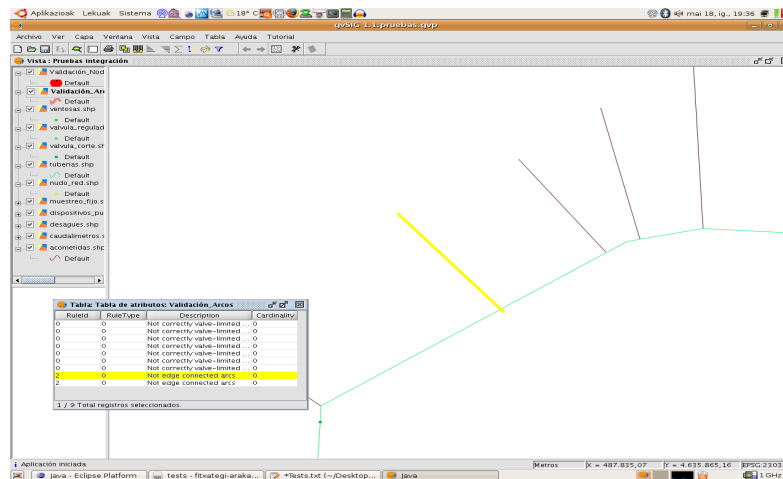 Aplikazioak Lekuak Sistema 18° C mai 18, ig., 19:36
gvSIG 1.1:pruebas.gvp
Archivo Ver Capa Ventana Vista Campo Tabla Ayuda Tutorial
Vista : Pruebas integración
Validación_Nod
Default
Validación_Arc
Default
ventosas.shp
Default
valvula_regulad
Default
valvula_corte.sh
Default
tuberias.shp
Default
nudo_red.shp
Default
muestreo_fijo.s
dispositivos_pu
desagues.shp
caudalimetros.s
acometidas.shp
Default
Tabla: Tabla de atributos: Validación_Arcos
RuleId RuleType Description Cardinality
0 0 Not correctly valve-limited ... 0
0 0 Not correctly valve-limited ... 0
0 0 Not correctly valve-limited ... 0
0 0 Not correctly valve-limited ... 0
0 0 Not correctly valve-limited ... 0
0 0 Not correctly valve-limited ... 0
0 0 Not correctly valve-limited ... 0
2 0 Not edge connected arcs 0
2 0 Not edge connected arcs 0
1 / 9 Total registros seleccionados.
Aplicación iniciada Metros X = 487.835,07 Y = 4.635.865,16 EPSG:2303
Java - Eclipse Platform tests - fitxategi-araka... *Tests.txt (~/Desktop... Java 1 GHz